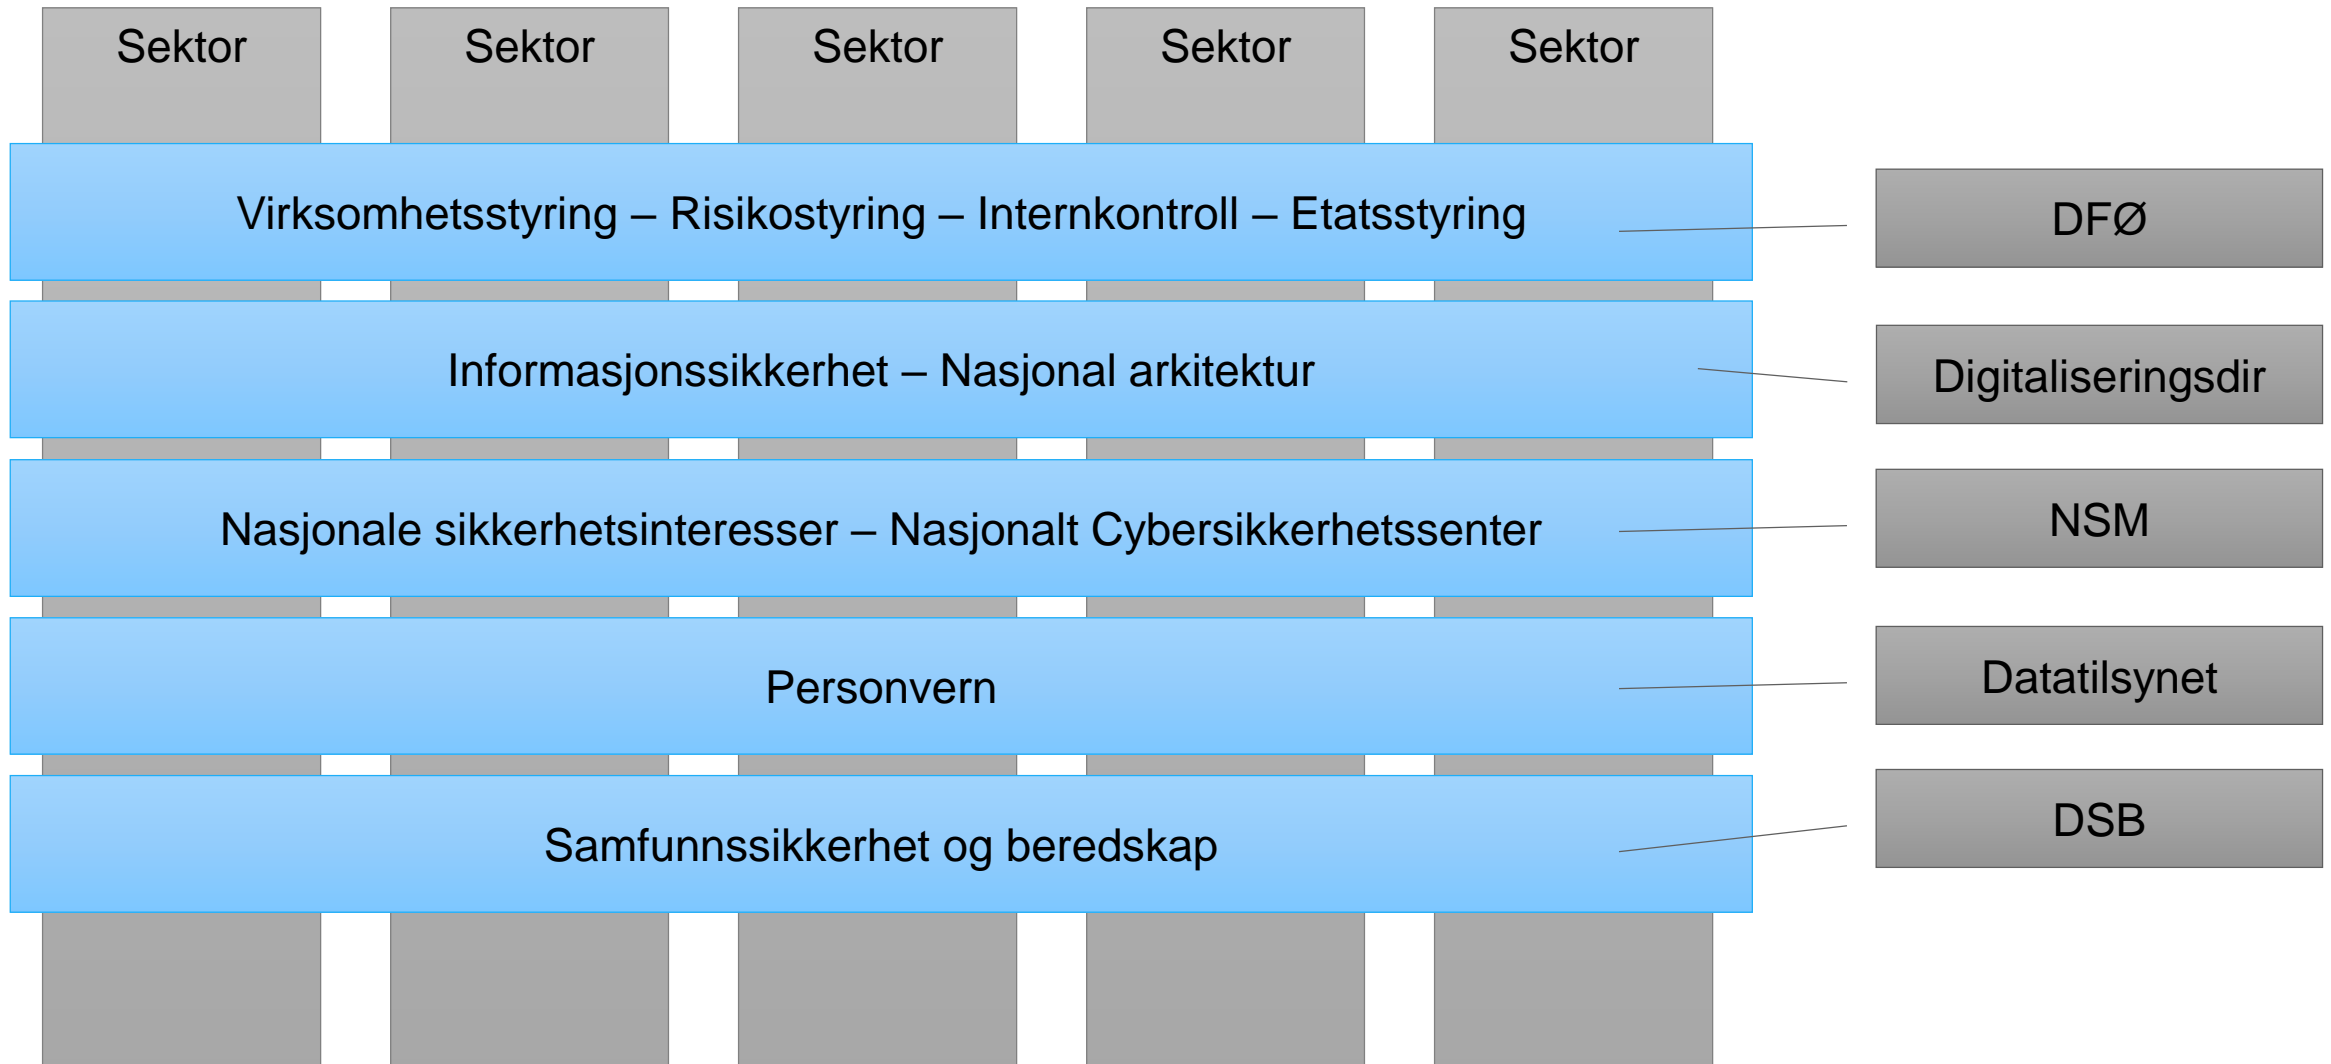 Sektor
Sektor
Sektor
Sektor
Sektor
Virksomhetsstyring – Risikostyring – Internkontroll – Etatsstyring
DFØ
Informasjonssikkerhet – Nasjonal arkitektur
Digitaliseringsdir
Nasjonale sikkerhetsinteresser – Nasjonalt Cybersikkerhetssenter
NSM
Personvern
Datatilsynet
Samfunnssikkerhet og beredskap
DSB